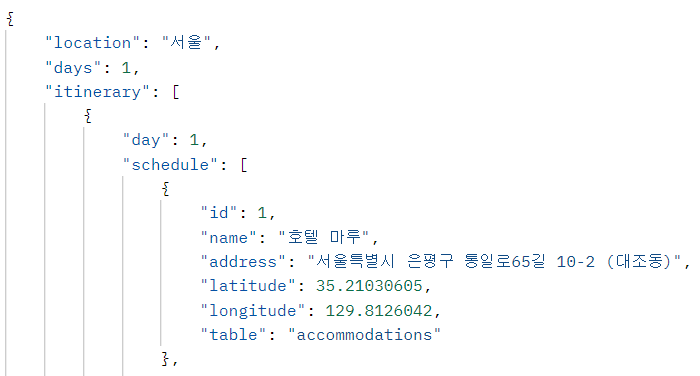 {
"location": "서울",
"days": 1,
"itinerary": [
{
"day": 1,
"schedule": [
{
"id": 1,
"name": "호텔 마루",
"address": "서울특별시 은평구 통일로65길 10-2 (대조동)",
"latitude": 35.21030605,
"longitude": 129.8126042,
"table": "accommodations"
},